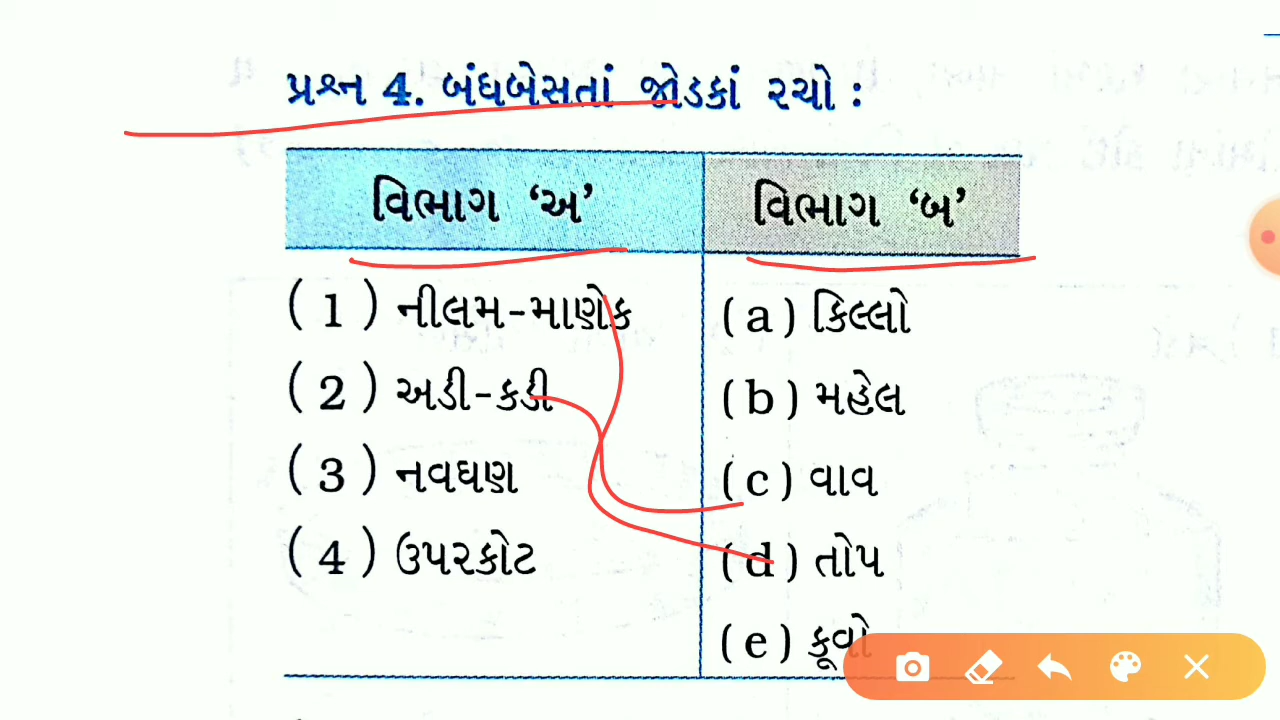 પ્રશ્ન 4. બંધબેસતાં જોડકાં રચો :
વિભાગ ‘અ’ વિભાગ ‘બ’
( 1 ) નીલમ-માણેક ( a ) કિલ્લો
( 2 ) અડી-કડી ( b ) મહેલ
( 3 ) નવઘણ ( c ) વાવ
( 4 ) ઉપરકોટ ( d ) તોપ
( e ) કૂવો